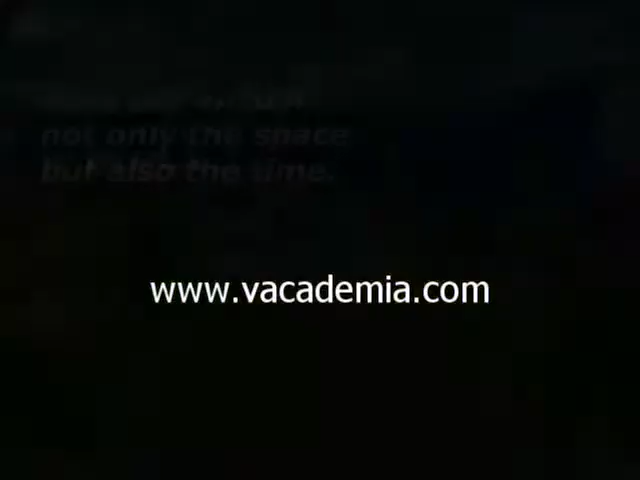 not only the space
but also the time.
www.vacademia.com